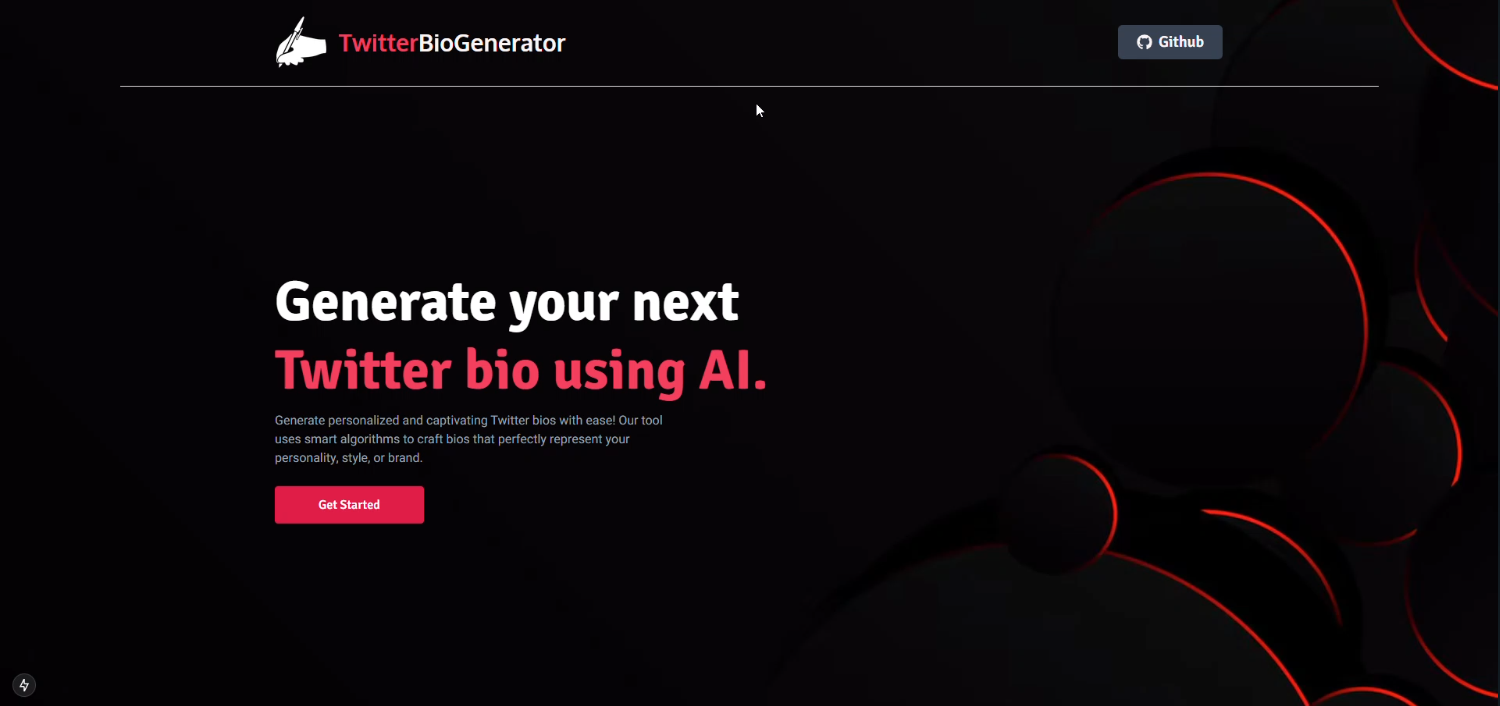 TwitterBioGenerator
Github
Generate your next
Twitter bio using AI.
Generate personalized and captivating Twitter bios with ease! Our tool
uses smart algorithms to craft bios that perfectly represent your
personality, style, or brand.
Get Started